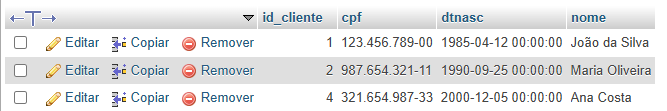 id_cliente cpf dtnasc nome
Editar Copiar Remover 1 123.456.789-00 1985-04-12 00:00:00 João da Silva
Editar Copiar Remover 2 987.654.321-11 1990-09-25 00:00:00 Maria Oliveira
Editar Copiar Remover 4 321.654.987-33 2000-12-05 00:00:00 Ana Costa